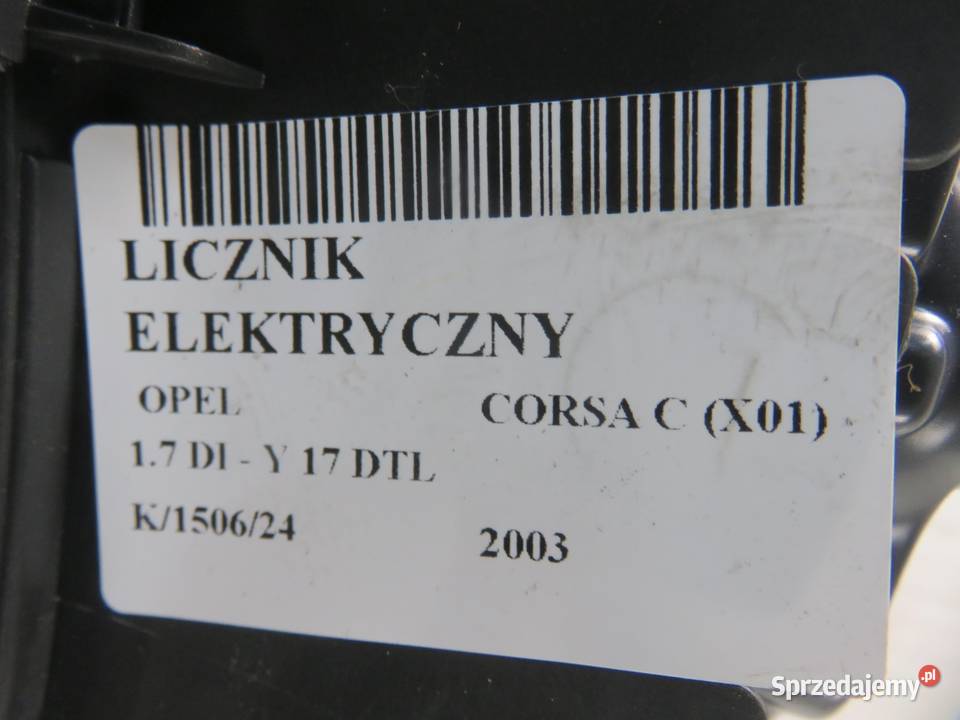 LICZNIK
ELEKTRYCZNY
OPEL CORSA C (X01)
1.7 DI - Y 17 DTL
K/1506/24 2003
Sprzedajemy.pl